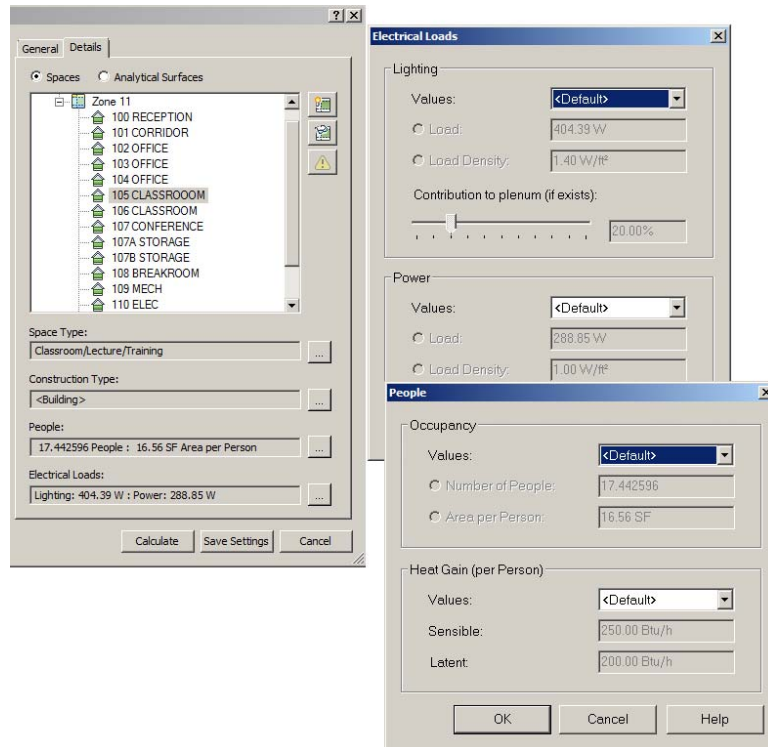 General Details
Spaces Analytical Surfaces
Zone 11
100 RECEPTION
101 CORRIDOR
102 OFFICE
103 OFFICE
104 OFFICE
105 CLASSROOOM
106 CLASSROOM
107 CONFERENCE
107A STORAGE
107B STORAGE
108 BREAKROOM
109 MECH
110 ELEC
Space Type:
Classroom/Lecture/Training
...
Construction Type:
<Building>
...
People:
17.442596 People : 16.56 SF Area per Person
...
Electrical Loads:
Lighting: 404.39 W : Power: 288.85 W
...
Calculate Save Settings Cancel
Electrical Loads
Lighting
Values: <Default>
Load: 404.39 W
Load Density: 1.40 W/ft²
Contribution to plenum (if exists):
20.00%
Power
Values: <Default>
Load: 288.85 W
Load Density: 1.00 W/ft²
People
Occupancy
Values: <Default>
Number of People: 17.442596
Area per Person: 16.56 SF
Heat Gain (per Person)
Values: <Default>
Sensible: 250.00 Btu/h
Latent: 200.00 Btu/h
OK Cancel Help